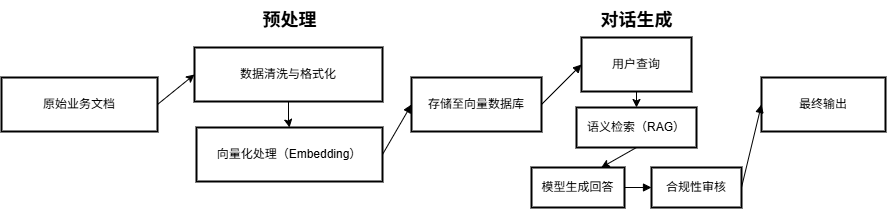 预处理
对话生成
原始业务文档
数据清洗与格式化
向量化处理（Embedding）
存储至向量数据库
用户查询
语义检索（RAG）
模型生成回答
合规性审核
最终输出